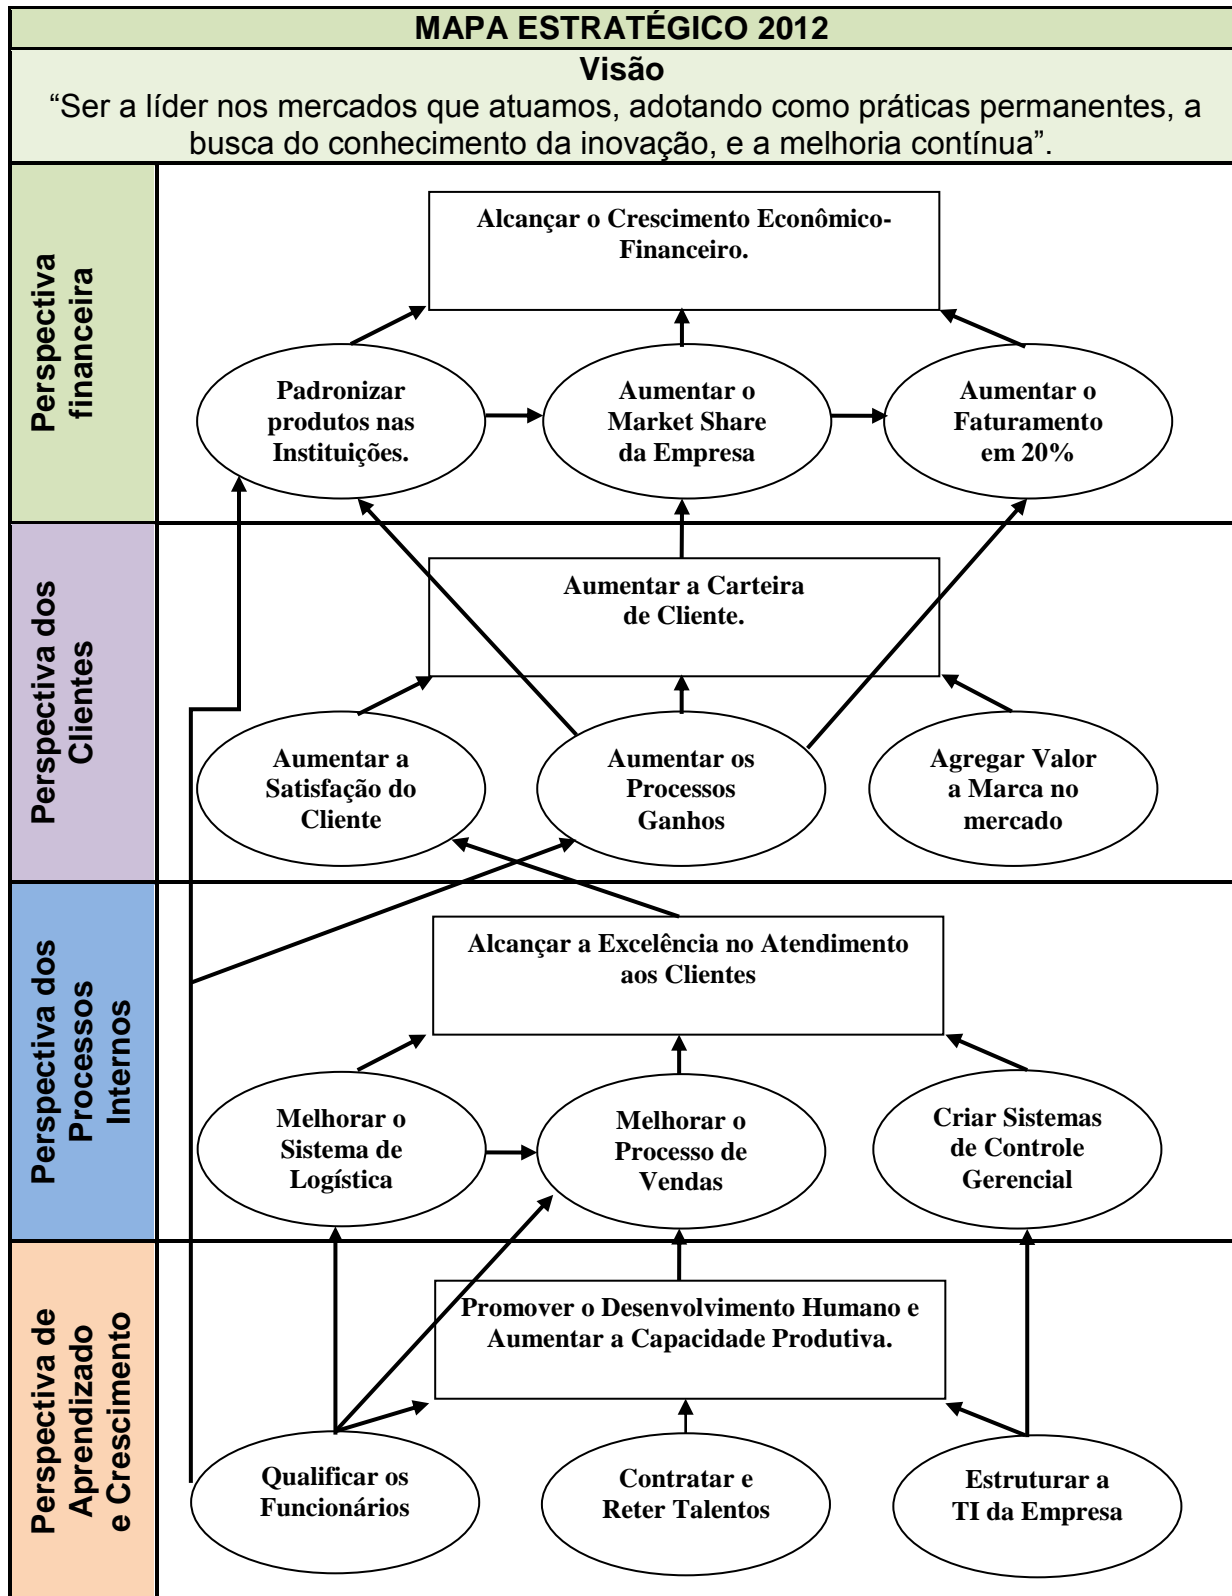 MAPA ESTRATÉGICO 2012
Visão
“Ser a líder nos mercados que atuamos, adotando como práticas permanentes, a
busca do conhecimento da inovação, e a melhoria contínua”.
Perspectiva
financeira
Alcançar o Crescimento Econômico-
Financeiro.
Padronizar
produtos nas
Instituições.
Aumentar o
Market Share
da Empresa
Aumentar o
Faturamento
em 20%
Perspectiva dos
Clientes
Aumentar a Carteira
de Cliente.
Aumentar a
Satisfação do
Cliente
Aumentar os
Processos
Ganhos
Agregar Valor
a Marca no
mercado
Perspectiva dos
Processos
Internos
Alcançar a Excelência no Atendimento
aos Clientes
Melhorar o
Sistema de
Logística
Melhorar o
Processo de
Vendas
Criar Sistemas
de Controle
Gerencial
Perspectiva de
Aprendizado
e Crescimento
Promover o Desenvolvimento Humano e
Aumentar a Capacidade Produtiva.
Qualificar os
Funcionários
Contratar e
Reter Talentos
Estruturar a
TI da Empresa